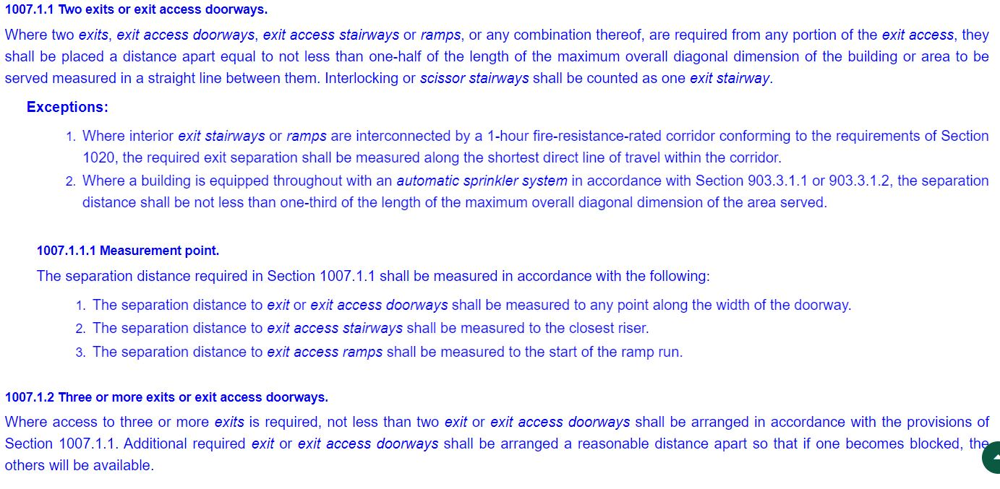 1007.1.1 Two exits or exit access doorways.
Where two exits, exit access doorways, exit access stairways or ramps, or any combination thereof, are required from any portion of the exit access, they
shall be placed a distance apart equal to not less than one-half of the length of the maximum overall diagonal dimension of the building or area to be
served measured in a straight line between them. Interlocking or scissor stairways shall be counted as one exit stairway.
Exceptions:
1. Where interior exit stairways or ramps are interconnected by a 1-hour fire-resistance-rated corridor conforming to the requirements of Section
1020, the required exit separation shall be measured along the shortest direct line of travel within the corridor.
2. Where a building is equipped throughout with an automatic sprinkler system in accordance with Section 903.3.1.1 or 903.3.1.2, the separation
distance shall be not less than one-third of the length of the maximum overall diagonal dimension of the area served.
1007.1.1.1 Measurement point.
The separation distance required in Section 1007.1.1 shall be measured in accordance with the following:
1. The separation distance to exit or exit access doorways shall be measured to any point along the width of the doorway.
2. The separation distance to exit access stairways shall be measured to the closest riser.
3. The separation distance to exit access ramps shall be measured to the start of the ramp run.
1007.1.2 Three or more exits or exit access doorways.
Where access to three or more exits is required, not less than two exit or exit access doorways shall be arranged in accordance with the provisions of
Section 1007.1.1. Additional required exit or exit access doorways shall be arranged a reasonable distance apart so that if one becomes blocked, the
others will be available.